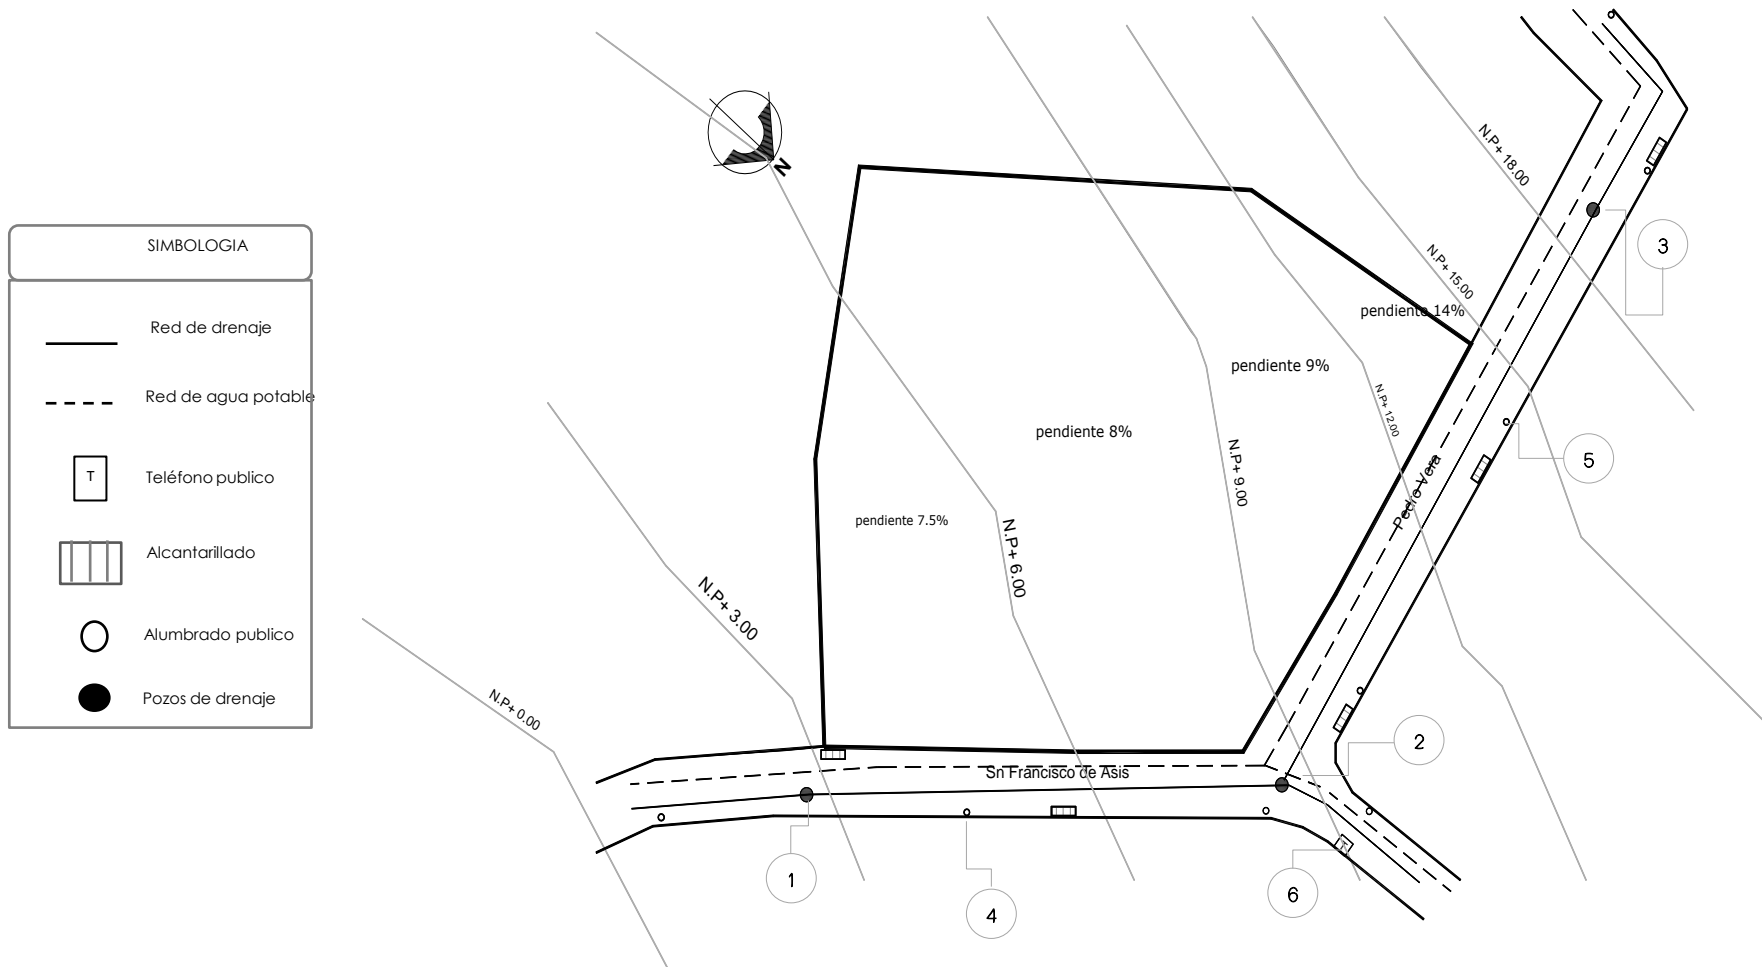 SIMBOLOGIA
Red de drenaje
Red de agua potable
T
Teléfono publico
Alcantarillado
Alumbrado publico
Pozos de drenaje
N
N.P+ 18.00
3
N.P+ 15.00
pendiente 14%
pendiente 9%
N.P+ 12.00
pendiente 8%
N.P+ 9.00
5
Pedro Vera
pendiente 7.5%
N.P+ 6.00
N.P+ 3.00
N.P+ 0.00
2
Sn Francisco de Asis
T
1
6
4